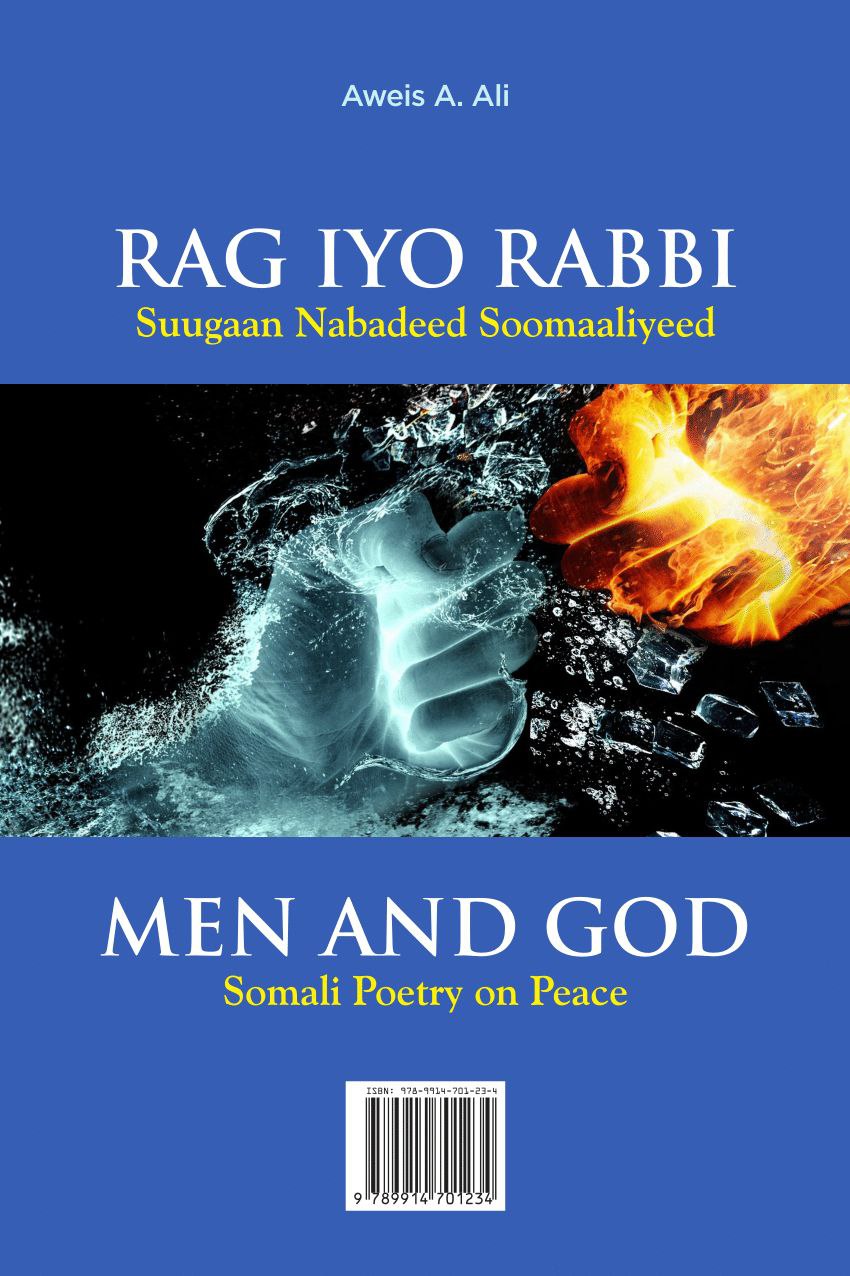 Aweis A. Ali
RAG IYO RABBI
Suugaan Nabadeed Soomaaliyeed
MEN AND GOD
Somali Poetry on Peace
ISBN: 978-9914-701-23-4
9 789914 701234